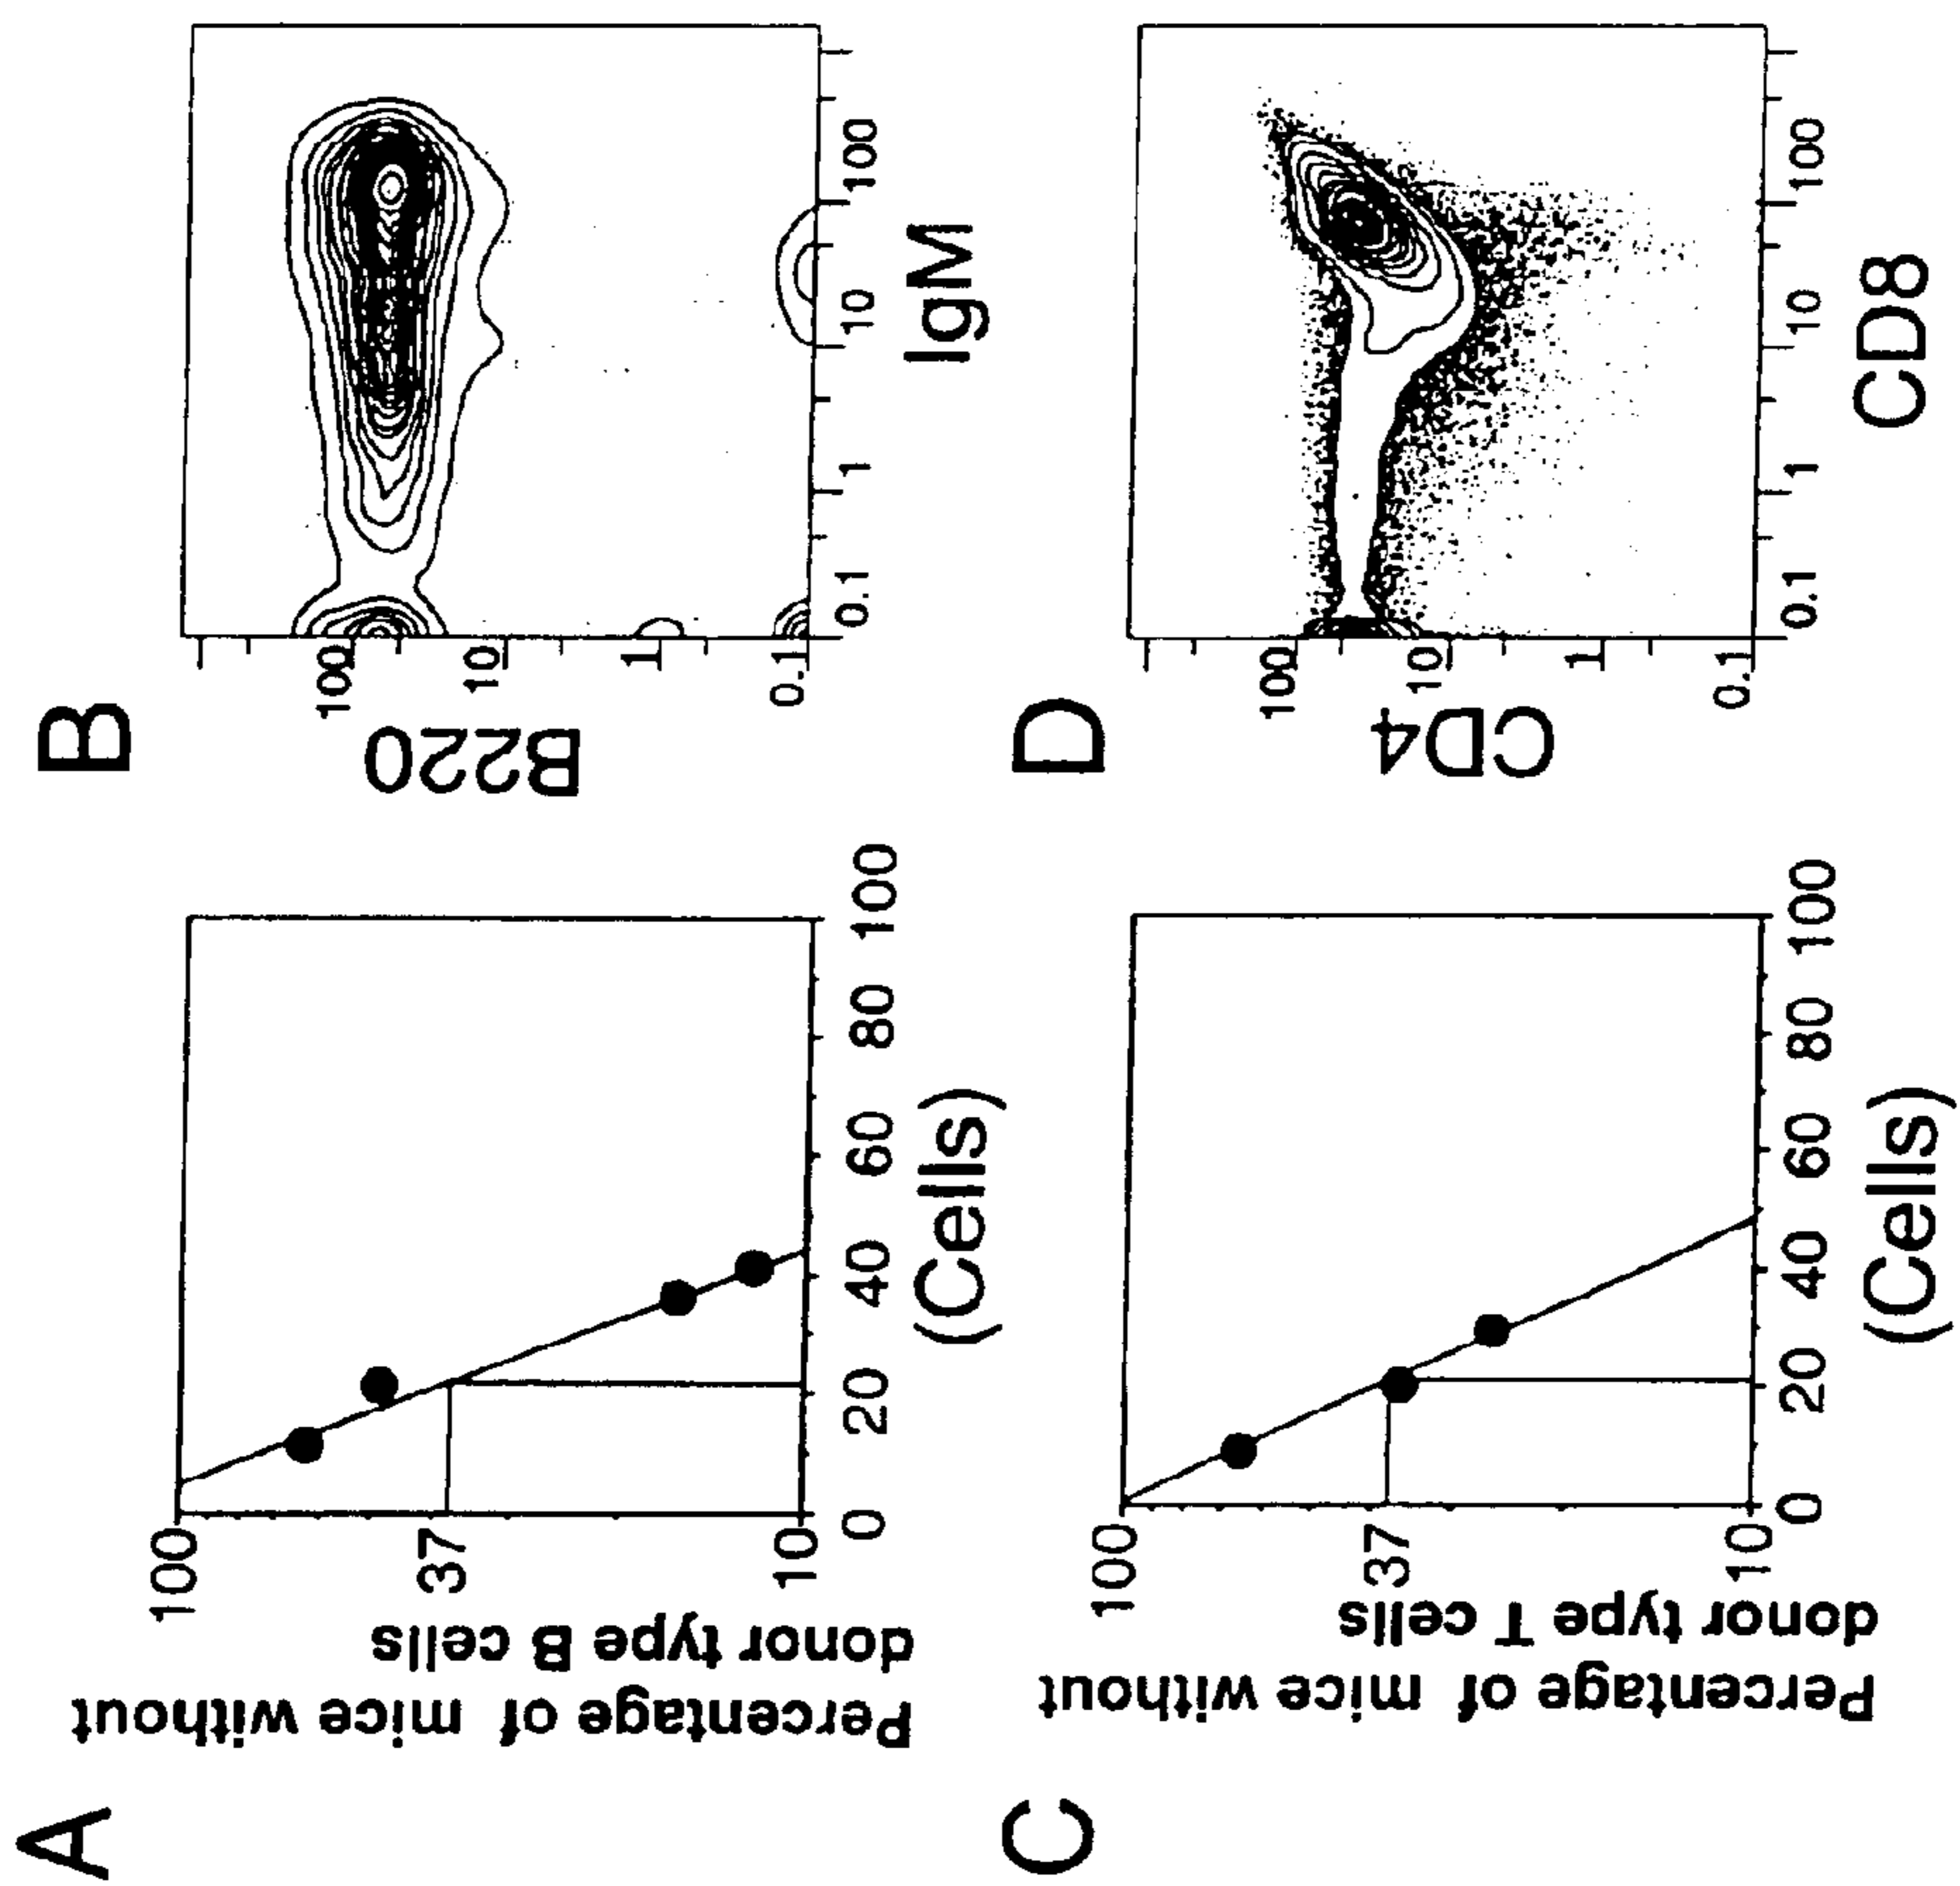 A
Percentage of mice without
donor type B cells
100
37
10
0 20 40 60 80 100
(Cells)
B
B220
100
10
1
0.1
0.1 1 10 100
IgM
C
Percentage of mice without
donor type T cells
100
37
10
0 20 40 60 80 100
(Cells)
D
CD4
100
10
1
0.1
0.1 1 10 100
CD8